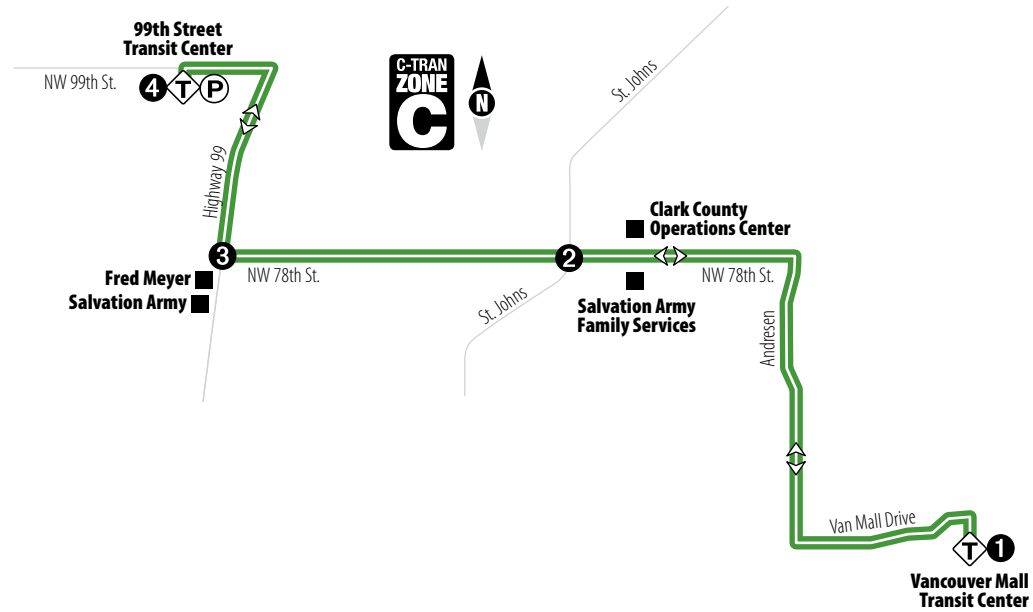 99th Street
Transit Center
NW 99th St.
4
T
P
C-TRAN
ZONE
C
N
St. Johns
Highway 99
Clark County
Operations Center
3
2
NW 78th St.
NW 78th St.
Fred Meyer
Salvation Army
St. Johns
Salvation Army
Family Services
Andresen
Van Mall Drive
T
1
Vancouver Mall
Transit Center